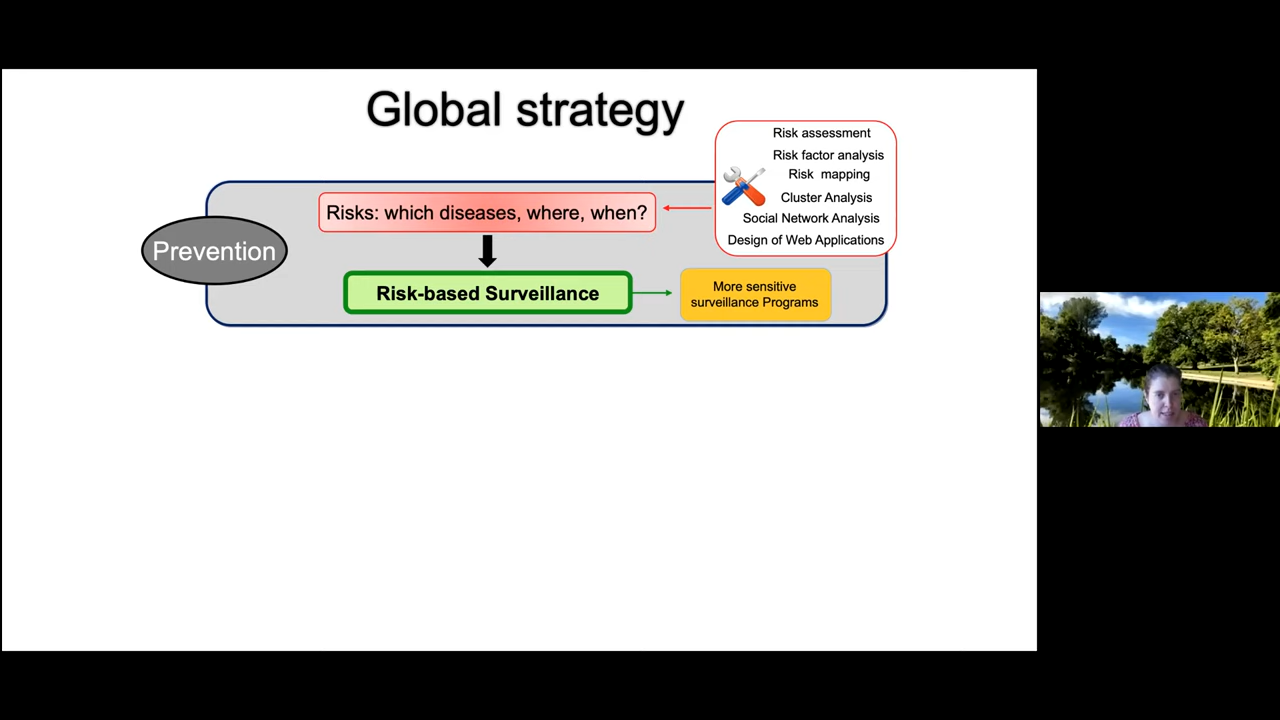 Global strategy
Risk assessment
Risk factor analysis
Risk mapping
Cluster Analysis
Social Network Analysis
Design of Web Applications
Risks: which diseases, where, when?
Prevention
Risk-based Surveillance
More sensitive
surveillance Programs